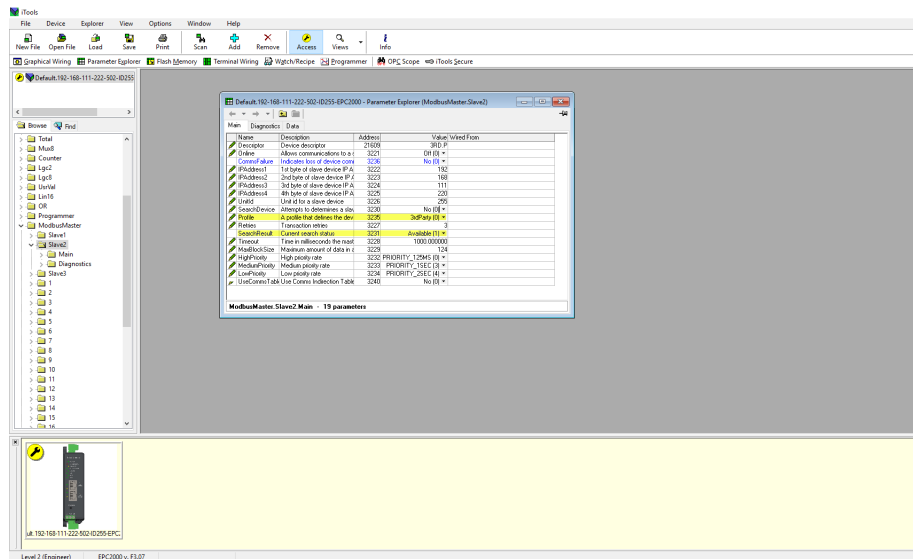 iTools
File Device Explorer View Options Window Help
New File Open File Load Save Print Scan Add Remove Access Views Info
Graphical Wiring Parameter Explorer Flash Memory Terminal Wiring Watch/Recipe Programmer OPC Scope iTools Secure
Default.192-168-111-222-502-ID255
Browse Find
Total
Mux8
Counter
Lgc2
Lgc8
UsrVal
Lin16
OR
Programmer
ModbusMaster
Slave1
Slave2
Main
Diagnostics
Slave3
1
2
3
4
5
6
7
8
9
10
11
12
13
14
15
16
Default.192-168-111-222-502-ID255-EPC2000 - Parameter Explorer (ModbusMaster.Slave2)
Main Diagnostics Data
Name Description Address Value Wired From
Descriptor Device descriptor 21609 3RD.P
Online Allows communications to a s 3221 Off (0)
CommsFailure Indicates loss of device com 3236 No (0)
IPAddress1 1st byte of slave device IP A 3222 192
IPAddress2 2nd byte of slave device IP A 3223 168
IPAddress3 3rd byte of slave device IP A 3224 111
IPAddress4 4th byte of slave device IP A 3225 220
UnitId Unit id for a slave device 3226 255
SearchDevice Attempts to determines a slav 3230 No (0)
Profile A profile that defines the dev 3235 3rdParty (0)
Retries Transaction retries 3227 3
SearchResult Current search status 3231 Available (1)
Timeout Time in milliseconds the mast 3228 1000.000000
MaxBlockSize Maximum amount of data in a 3229 124
HighPriority High priority rate 3232 PRIORITY_125MS (0)
MediumPriority Medium priority rate 3233 PRIORITY_1SEC (3)
LowPriority Low priority rate 3234 PRIORITY_2SEC (4)
UseCommsTabl Use Comms Indirection Table 3240 No (0)
ModbusMaster.Slave2.Main - 19 parameters
ult.192-168-111-222-502-ID255-EPC2
Level 2 (Engineer) EPC2000 v. F3.07